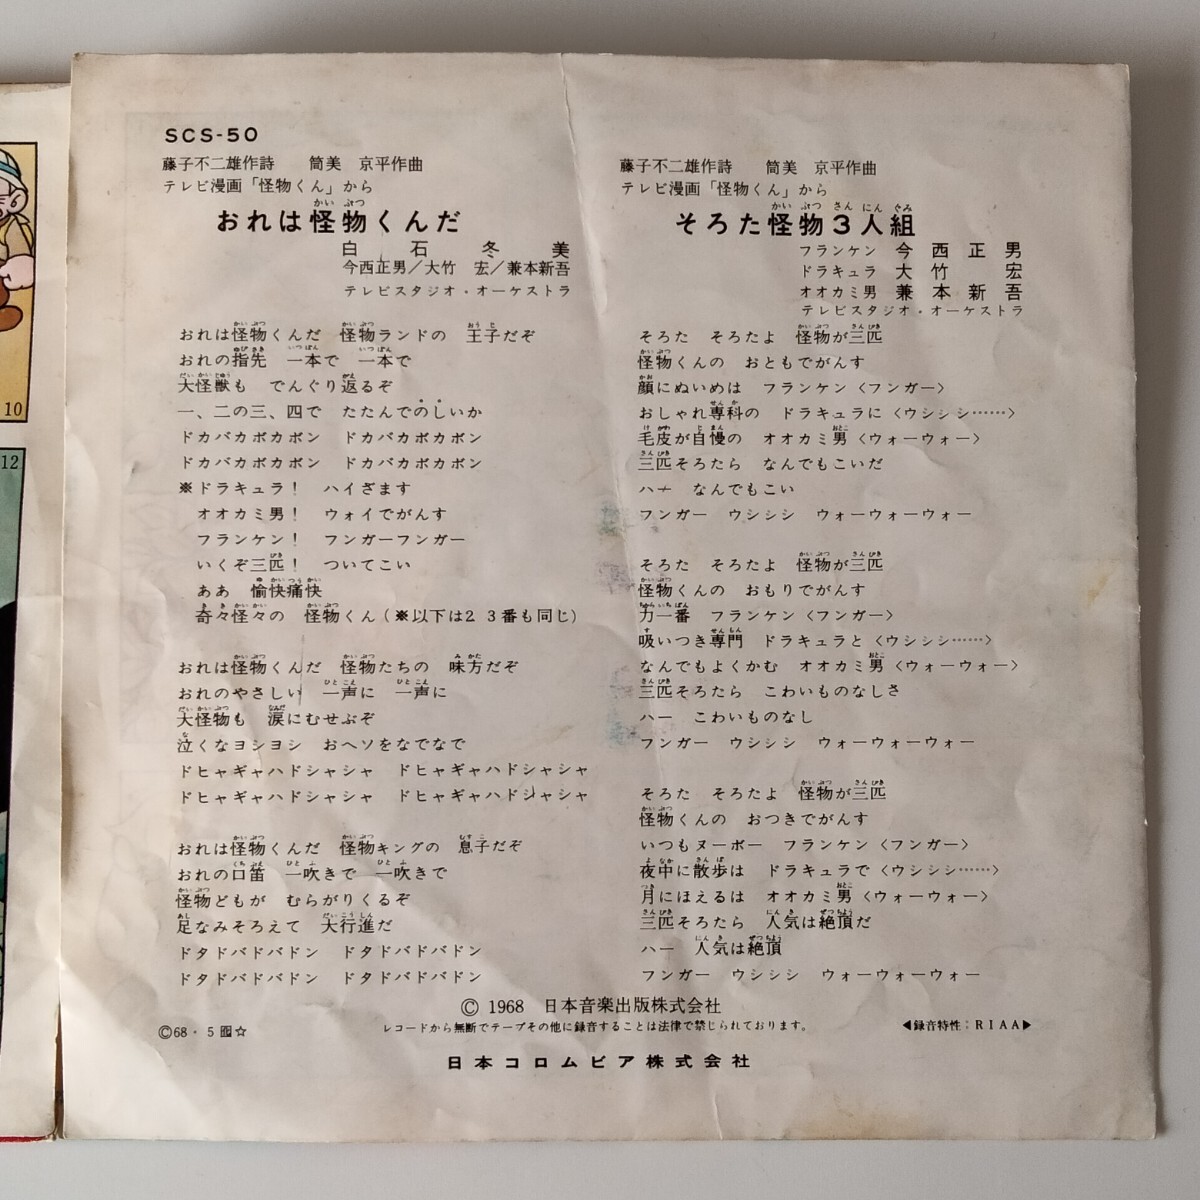 10
12
SCS-50
藤子不二雄作詩　筒美　京平作曲
テレビ漫画「怪物くん」から
おれは怪物くんだ
白石冬美
今西正男／大竹　宏／兼本新吾
テレビスタジオ・オーケストラ
おれは怪物くんだ　怪物ランドの　王子だぞ
おれの指先　一本で　一本で
大怪獣も　でんぐり返るぞ
一、二の三、四で　たたんでのしいか
ドカバカボカボン　ドカバカボカボン
ドカバカボカボン　ドカバカボカボン
※ドラキュラ！　ハイざます
オオカミ男！　ウォイでがんす
フランケン！　フンガーフンガー
いくぞ三匹！　ついてこい
ああ　愉快痛快
奇々怪々の　怪物くん（※以下は２３番も同じ）
おれは怪物くんだ　怪物たちの　味方だぞ
おれのやさしい　一声に　一声に
大怪物も　涙にむせぶぞ
泣くなヨシヨシ　おヘソをなでなで
ドヒャギャハドシャシャ　ドヒャギャハドシャシャ
ドヒャギャハドシャシャ　ドヒャギャハドシャシャ
おれは怪物くんだ　怪物キングの　息子だぞ
おれの口笛　一吹きで　一吹きで
怪物どもが　むらがりくるぞ
足なみそろえて　大行進だ
ドタドバドバドン　ドタドバドバドン
ドタドバドバドン　ドタドバドバドン
藤子不二雄作詩　筒美　京平作曲
テレビ漫画「怪物くん」から
そろた怪物３人組
フランケン　今西正男
ドラキュラ　大竹　宏
オオカミ男　兼本新吾
テレビスタジオ・オーケストラ
そろた　そろたよ　怪物が三匹
怪物くんの　おともでがんす
顔にぬいめは　フランケン〈フンガー〉
おしゃれ専科の　ドラキュラに〈ウシシシ……〉
毛皮が自慢の　オオカミ男〈ウォーウォー〉
三匹そろたら　なんでもこいだ
ハー　なんでもこい
フンガー　ウシシシ　ウォーウォーウォー
そろた　そろたよ　怪物が三匹
怪物くんの　おもりでがんす
力一番　フランケン〈フンガー〉
吸いつき専門　ドラキュラと〈ウシシシ……〉
なんでもよくかむ　オオカミ男〈ウォーウォー〉
三匹そろたら　こわいものなしさ
ハー　こわいものなし
フンガー　ウシシシ　ウォーウォーウォー
そろた　そろたよ　怪物が三匹
怪物くんの　おつきでがんす
いつもヌーボー　フランケン〈フンガー〉
夜中に散歩は　ドラキュラで〈ウシシシ……〉
月にほえるは　オオカミ男〈ウォーウォー〉
三匹そろたら　人気は絶頂だ
ハー　人気は絶頂
フンガー　ウシシシ　ウォーウォーウォー
© 1968　日本音楽出版株式会社
©68・5 ☆
レコードから無断でテープその他に録音することは法律で禁じられております。
◀録音特性：RIAA▶
日本コロムビア株式会社